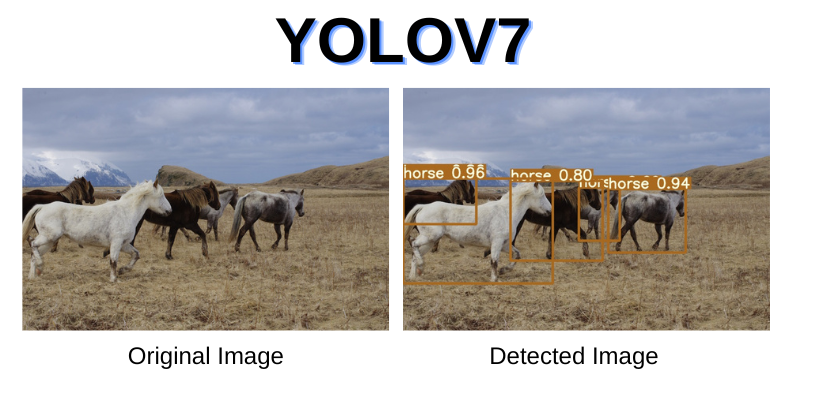 YOLOV7
horse 0.96
horse 0.80
horse 0.94
Original Image
Detected Image